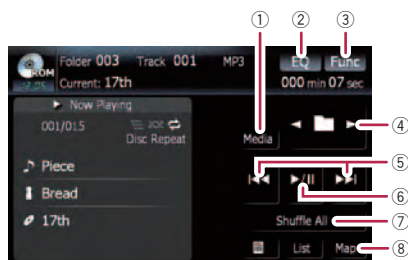 ① ② ③
ROM Folder 003 Track 001 MP3 EQ Func
Current: 17th 000 min 07 sec
Now Playing
001/015
Disc Repeat Media ④
Piece ⑤
Bread ⑥
17th Shuffle All ⑦
List Map ⑧